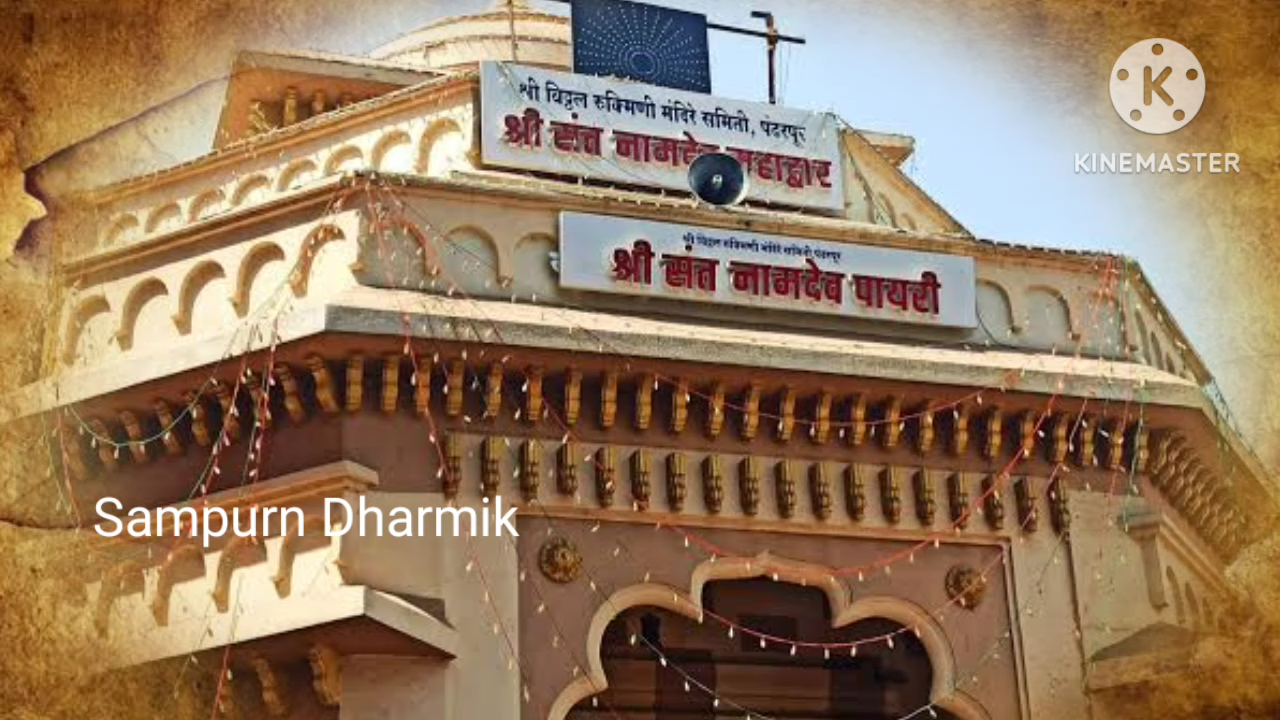 श्री विठ्ठल रुक्मिणी मंदिरे समिती, पंढरपूर
श्री संत नामदेव महाद्वार
KINEMASTER
श्री विठ्ठल रुक्मिणी मंदिरे समिती पंढरपूर
श्री संत नामदेव पायरी
Sampurn Dharmik